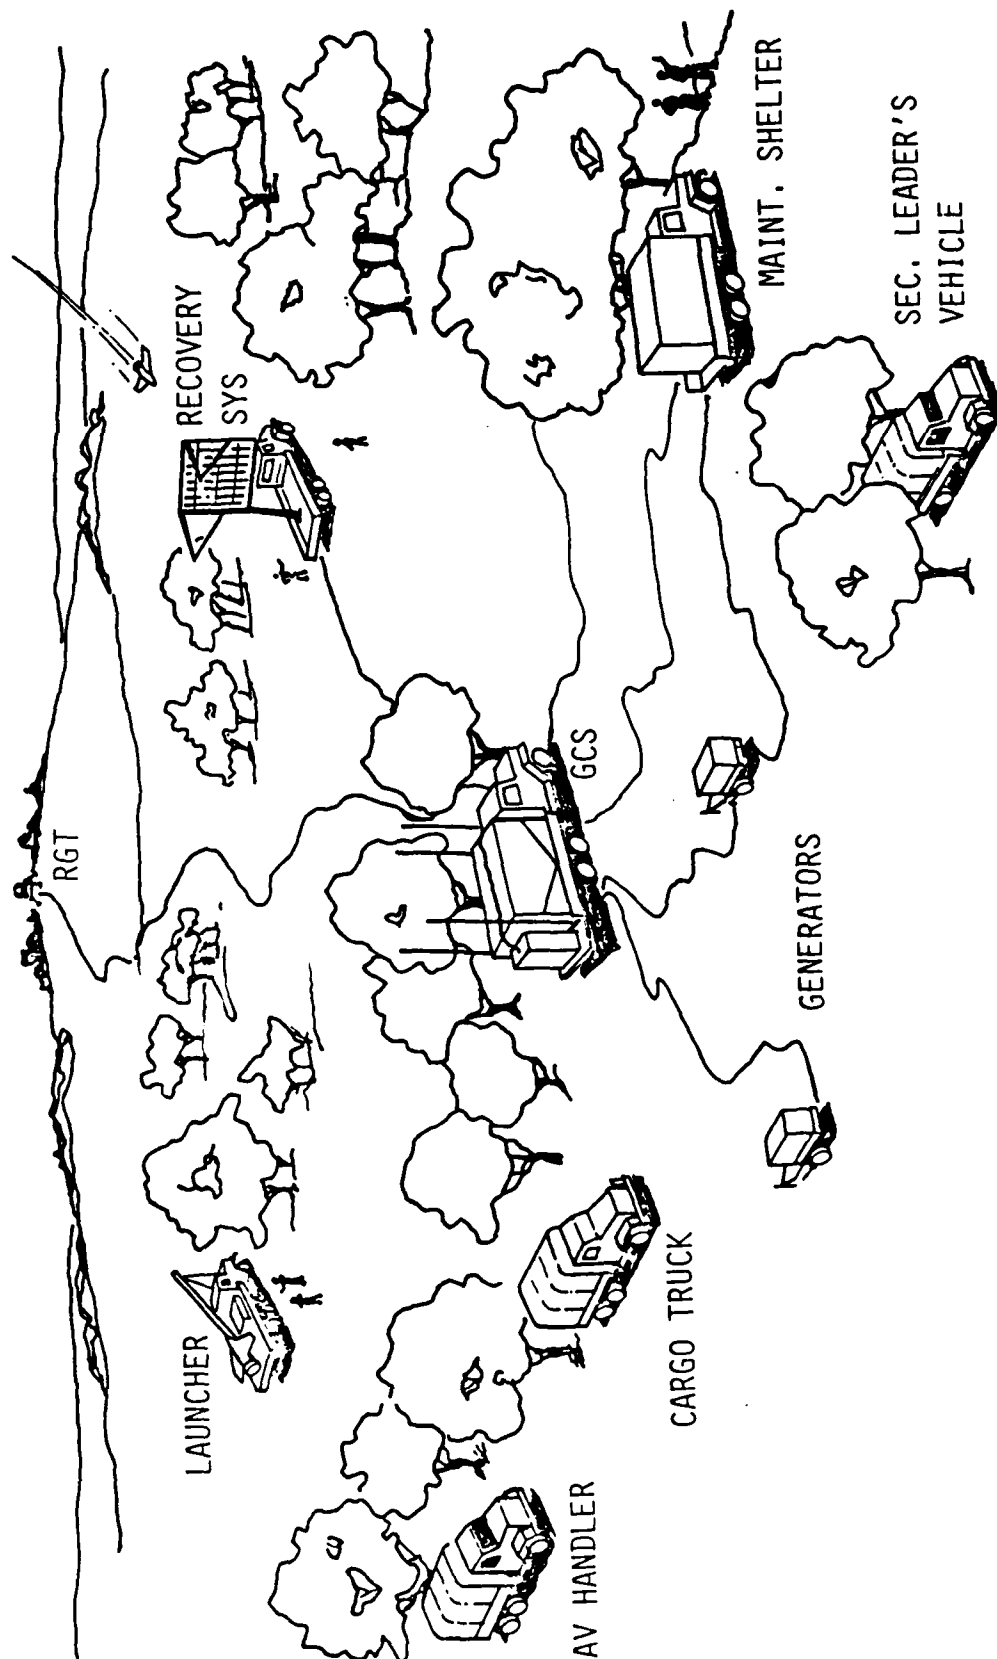 RGT
RECOVERY
SYS
LAUNCHER
GCS
MAINT. SHELTER
SEC. LEADER'S
VEHICLE
GENERATORS
CARGO TRUCK
AV HANDLER